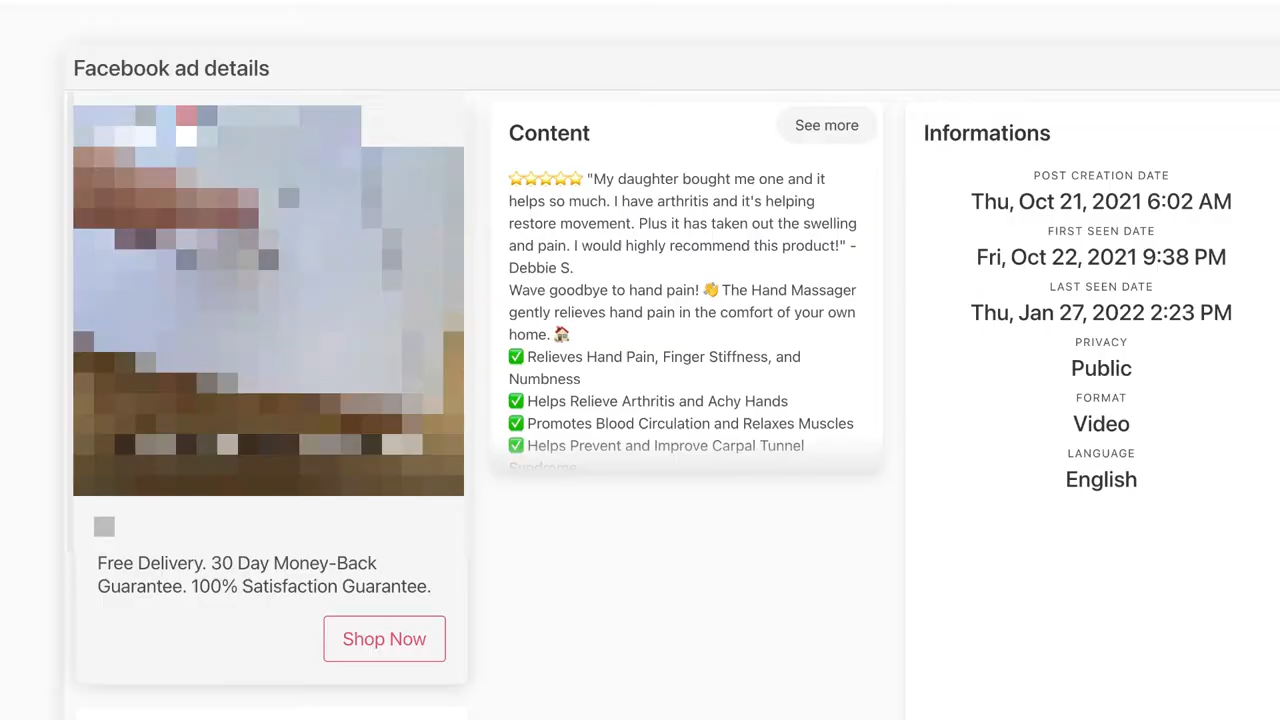 Facebook ad details
Free Delivery. 30 Day Money-Back
Guarantee. 100% Satisfaction Guarantee.
Shop Now
Content
See more
⭐⭐⭐⭐⭐ "My daughter bought me one and it
helps so much. I have arthritis and it's helping
restore movement. Plus it has taken out the swelling
and pain. I would highly recommend this product!" -
Debbie S.
Wave goodbye to hand pain! 👋 The Hand Massager
gently relieves hand pain in the comfort of your own
home. 🏠
✅ Relieves Hand Pain, Finger Stiffness, and
Numbness
✅ Helps Relieve Arthritis and Achy Hands
✅ Promotes Blood Circulation and Relaxes Muscles
✅ Helps Prevent and Improve Carpal Tunnel
Syndrome
Informations
POST CREATION DATE
Thu, Oct 21, 2021 6:02 AM
FIRST SEEN DATE
Fri, Oct 22, 2021 9:38 PM
LAST SEEN DATE
Thu, Jan 27, 2022 2:23 PM
PRIVACY
Public
FORMAT
Video
LANGUAGE
English